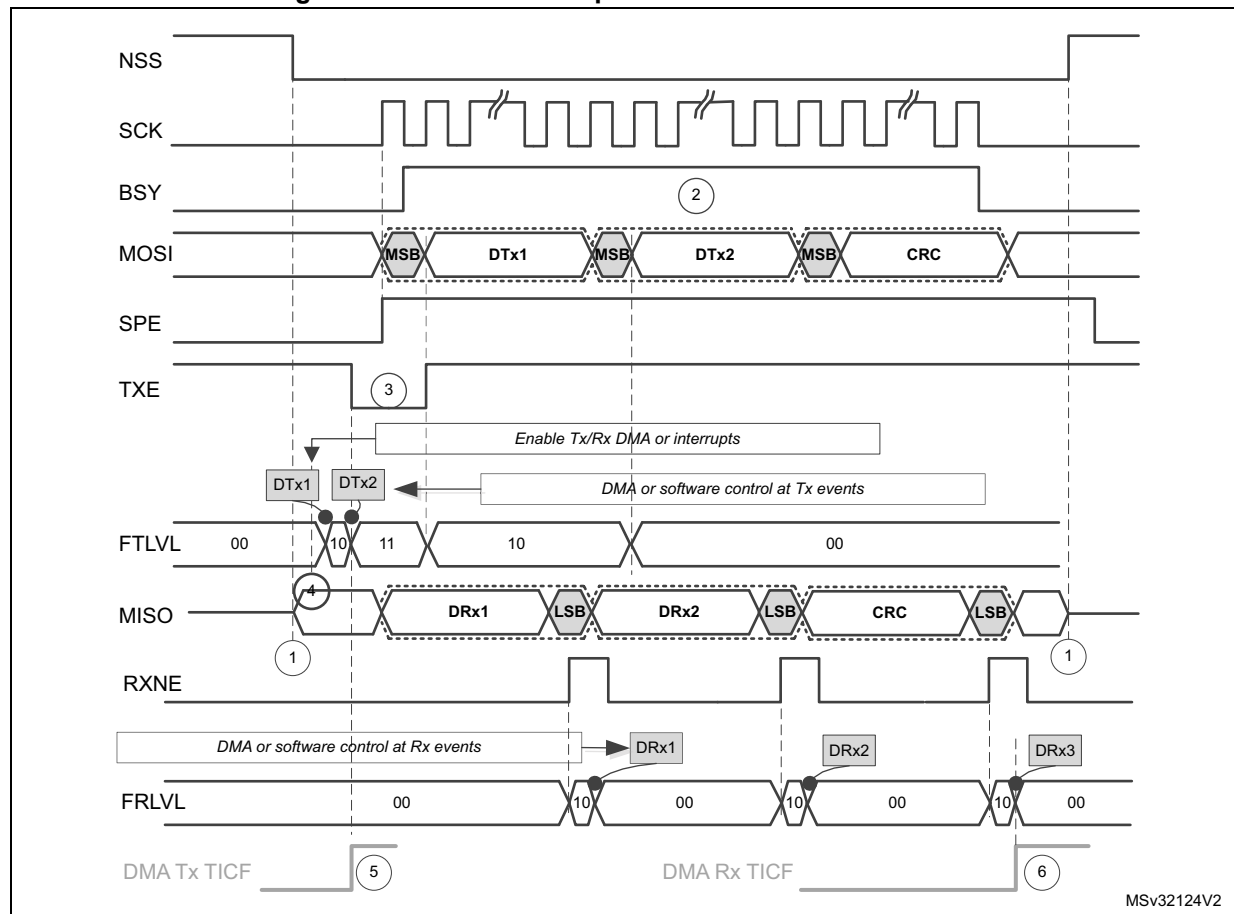 NSS
SCK
BSY
2
MOSI
MSB DTx1 MSB DTx2 MSB CRC
SPE
TXE
3
Enable Tx/Rx DMA or interrupts
DTx1 DTx2
DMA or software control at Tx events
FTLVL 00 10 11 10 00
4
MISO DRx1 LSB DRx2 LSB CRC LSB
1 1
RXNE
DMA or software control at Rx events DRx1 DRx2 DRx3
FRLVL 00 10 00 10 00 10 00
DMA Tx TICF 5 DMA Rx TICF 6
MSv32124V2